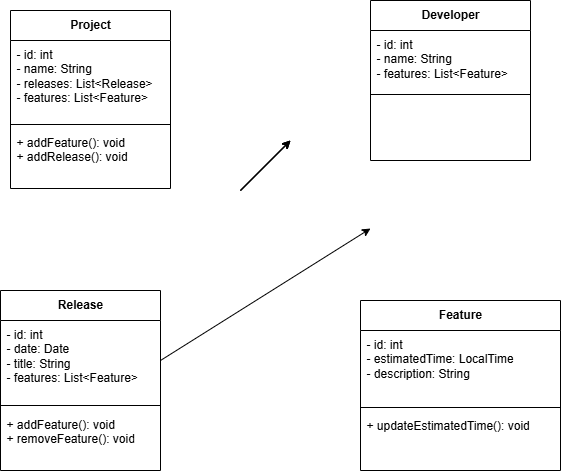 Project
- id: int
- name: String
- releases: List<Release>
- features: List<Feature>
+ addFeature(): void
+ addRelease(): void
Developer
- id: int
- name: String
- features: List<Feature>
Release
- id: int
- date: Date
- title: String
- features: List<Feature>
+ addFeature(): void
+ removeFeature(): void
Feature
- id: int
- estimatedTime: LocalTime
- description: String
+ updateEstimatedTime(): void